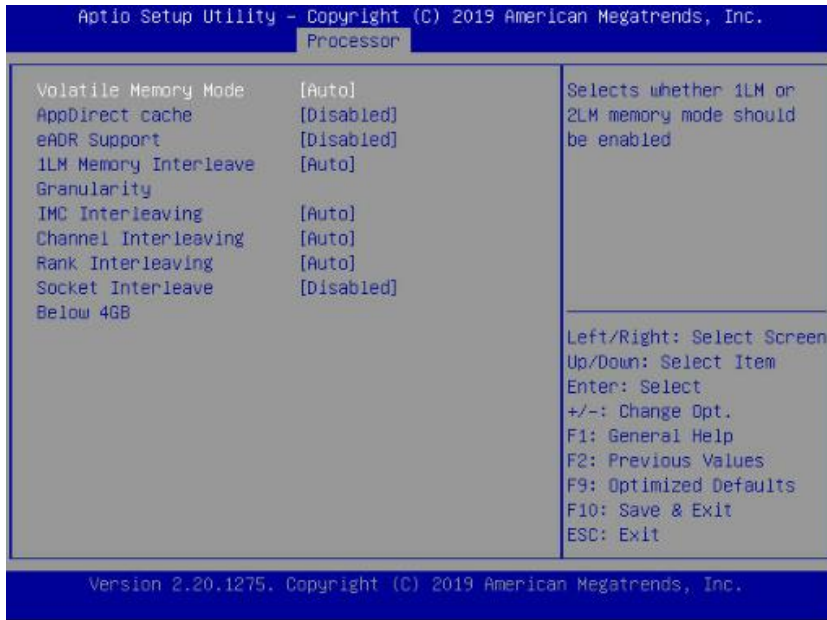 Aptio Setup Utility – Copyright (C) 2019 American Megatrends, Inc.
Processor
Volatile Memory Mode [Auto]
AppDirect cache [Disabled]
eADR Support [Disabled]
1LM Memory Interleave [Auto]
Granularity
IMC Interleaving [Auto]
Channel Interleaving [Auto]
Rank Interleaving [Auto]
Socket Interleave [Disabled]
Below 4GB
Selects whether 1LM or
2LM memory mode should
be enabled
Left/Right: Select Screen
Up/Down: Select Item
Enter: Select
+/-: Change Opt.
F1: General Help
F2: Previous Values
F9: Optimized Defaults
F10: Save & Exit
ESC: Exit
Version 2.20.1275. Copyright (C) 2019 American Megatrends, Inc.